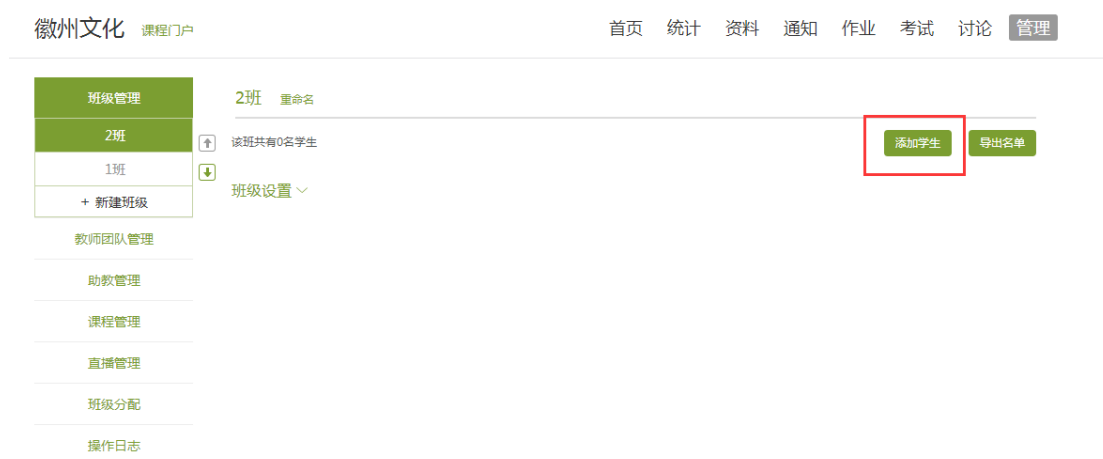 徽州文化 课程门户 首页 统计 资料 通知 作业 考试 讨论 管理
班级管理
2班
1班
+ 新建班级
教师团队管理
助教管理
课程管理
直播管理
班级分配
操作日志
2班 重命名
该班共有0名学生 添加学生 导出名单
班级设置